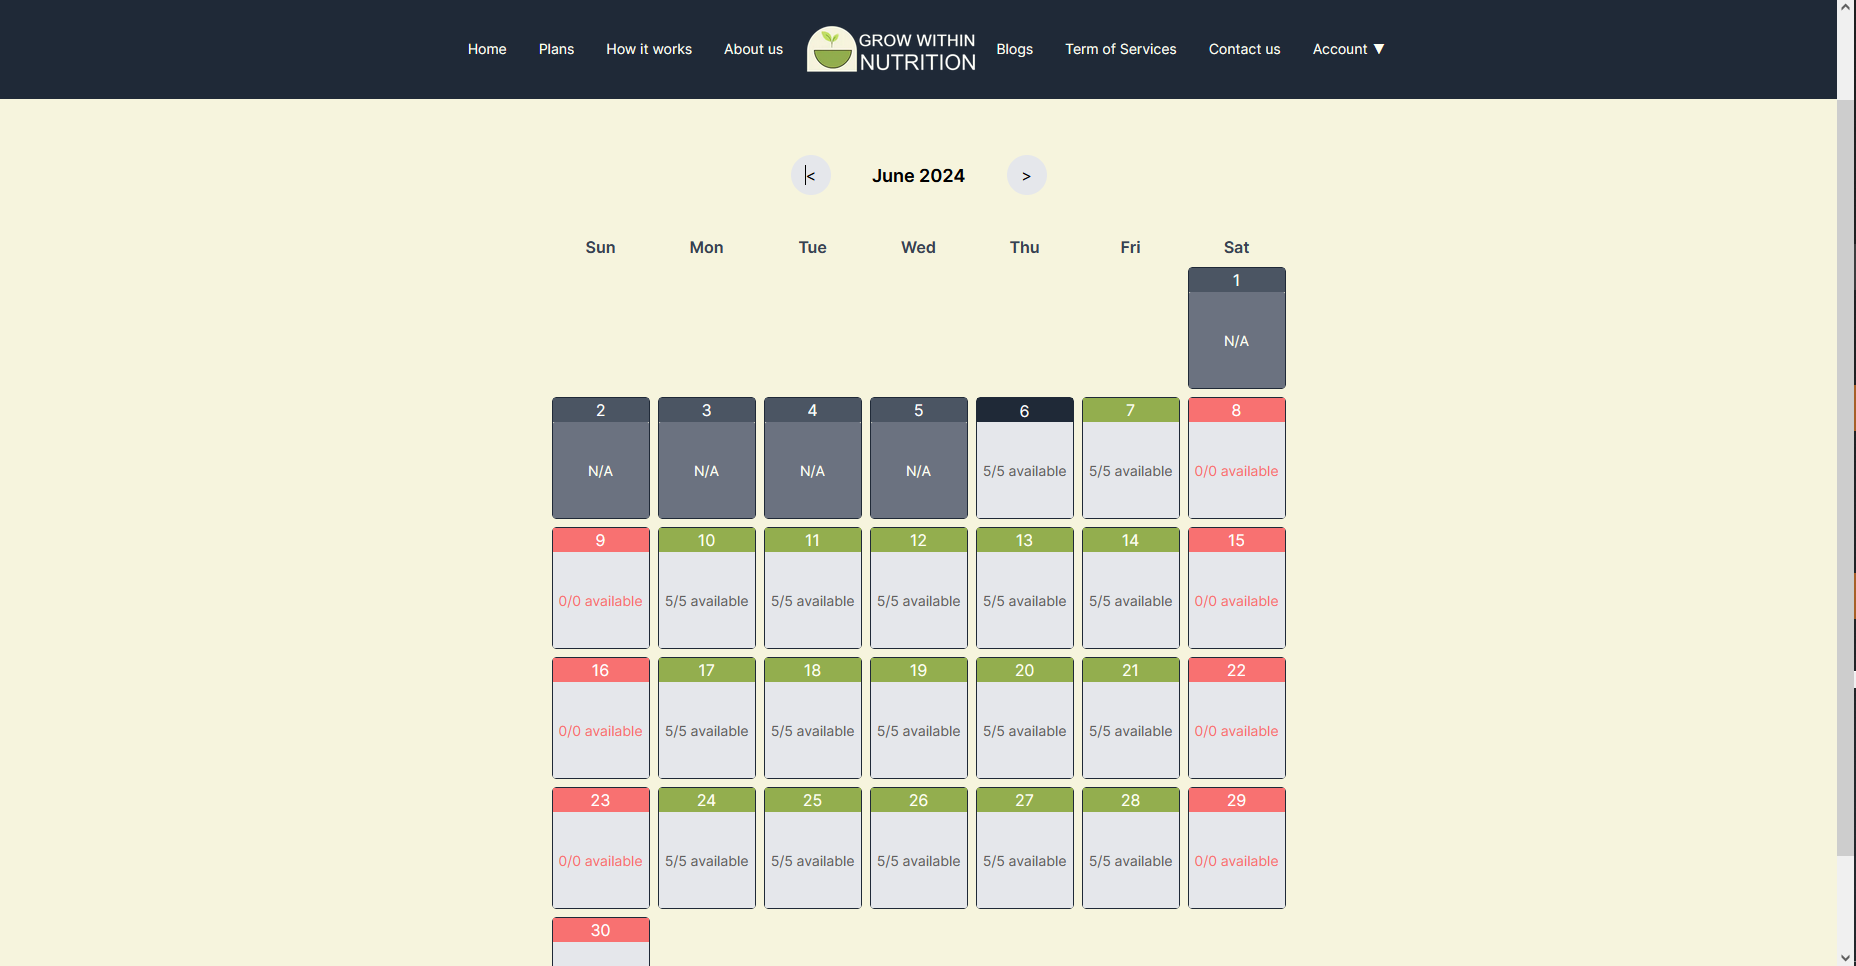 Home Plans How it works About us GROW WITHIN NUTRITION Blogs Term of Services Contact us Account ▼
< June 2024 >
Sun Mon Tue Wed Thu Fri Sat
1
N/A
2 3 4 5 6 7 8
N/A N/A N/A N/A 5/5 available 5/5 available 0/0 available
9 10 11 12 13 14 15
0/0 available 5/5 available 5/5 available 5/5 available 5/5 available 5/5 available 0/0 available
16 17 18 19 20 21 22
0/0 available 5/5 available 5/5 available 5/5 available 5/5 available 5/5 available 0/0 available
23 24 25 26 27 28 29
0/0 available 5/5 available 5/5 available 5/5 available 5/5 available 5/5 available 0/0 available
30